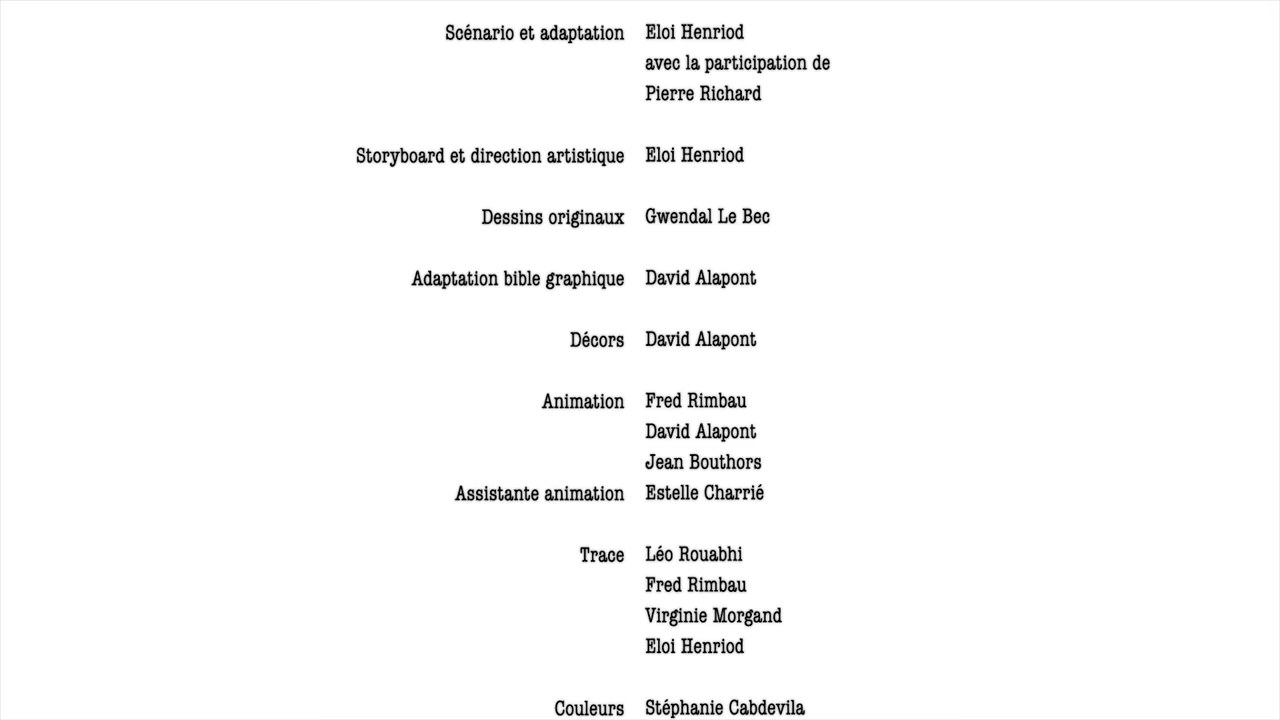 Scénario et adaptation Eloi Henriod
avec la participation de
Pierre Richard
Storyboard et direction artistique Eloi Henriod
Dessins originaux Gwendal Le Bec
Adaptation bible graphique David Alapont
Décors David Alapont
Animation Fred Rimbau
David Alapont
Jean Bouthors
Assistante animation Estelle Charrié
Trace Léo Rouabhi
Fred Rimbau
Virginie Morgand
Eloi Henriod
Couleurs Stéphanie Cabdevila